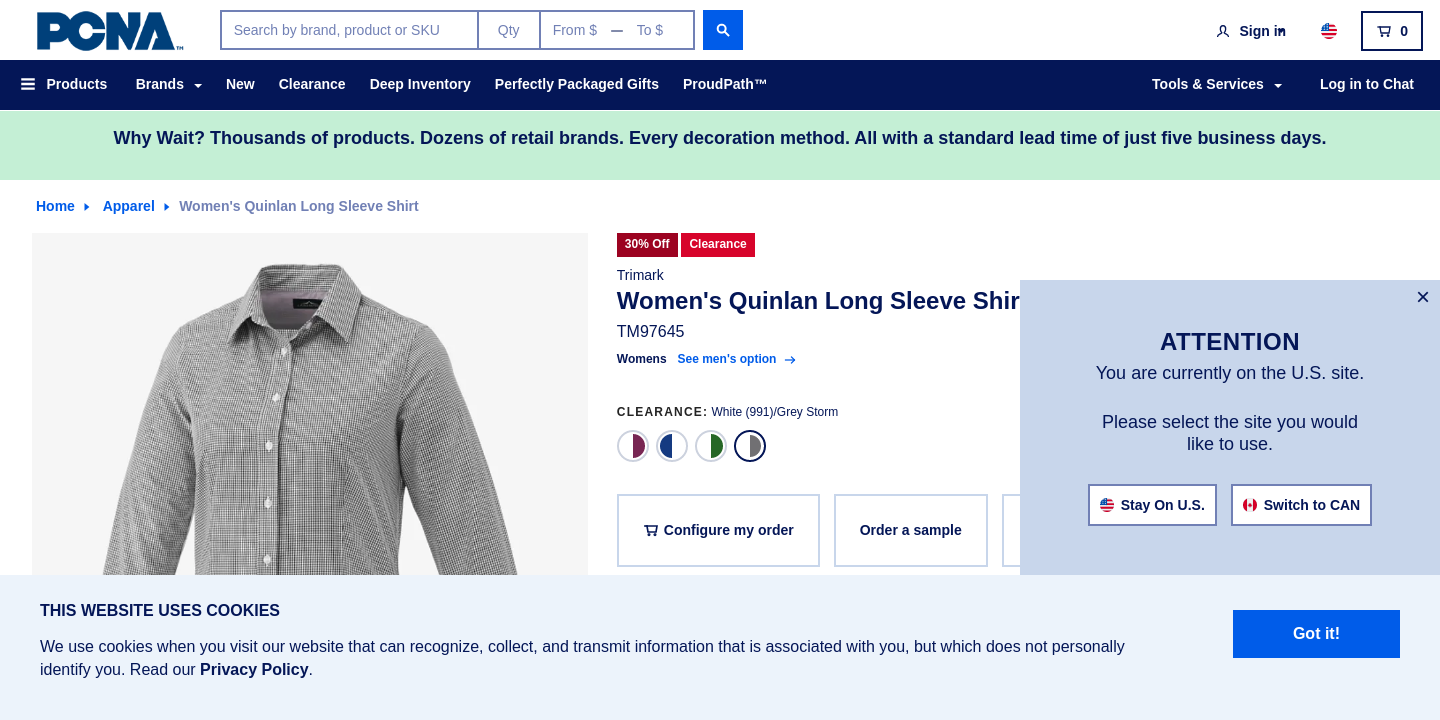 PCNA™
Search by brand, product or SKU
Qty
From $ — To $
Sign in
0
Products
Brands
New
Clearance
Deep Inventory
Perfectly Packaged Gifts
ProudPath™
Tools & Services
Log in to Chat
Why Wait? Thousands of products. Dozens of retail brands. Every decoration method. All with a standard lead time of just five business days.
Home
Apparel
Women's Quinlan Long Sleeve Shirt
30% Off
Clearance
Trimark
Women's Quinlan Long Sleeve Shir
TM97645
Womens
See men's option
CLEARANCE: White (991)/Grey Storm
Configure my order
Order a sample
×
ATTENTION
You are currently on the U.S. site.
Please select the site you would
like to use.
Stay On U.S.
Switch to CAN
THIS WEBSITE USES COOKIES
We use cookies when you visit our website that can recognize, collect, and transmit information that is associated with you, but which does not personally
identify you. Read our Privacy Policy.
Got it!